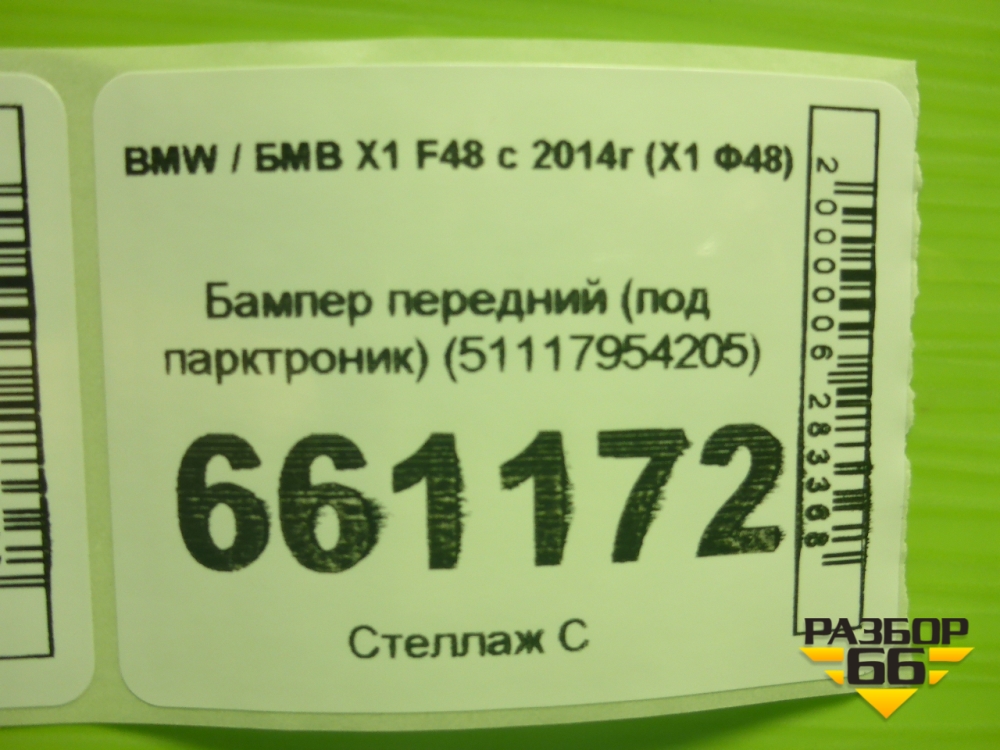 BMW / БМВ X1 F48 с 2014г (X1 Ф48)
Бампер передний (под
парктроник) (51117954205)
661172
Стеллаж С
2000006283368
РАЗБОР
66